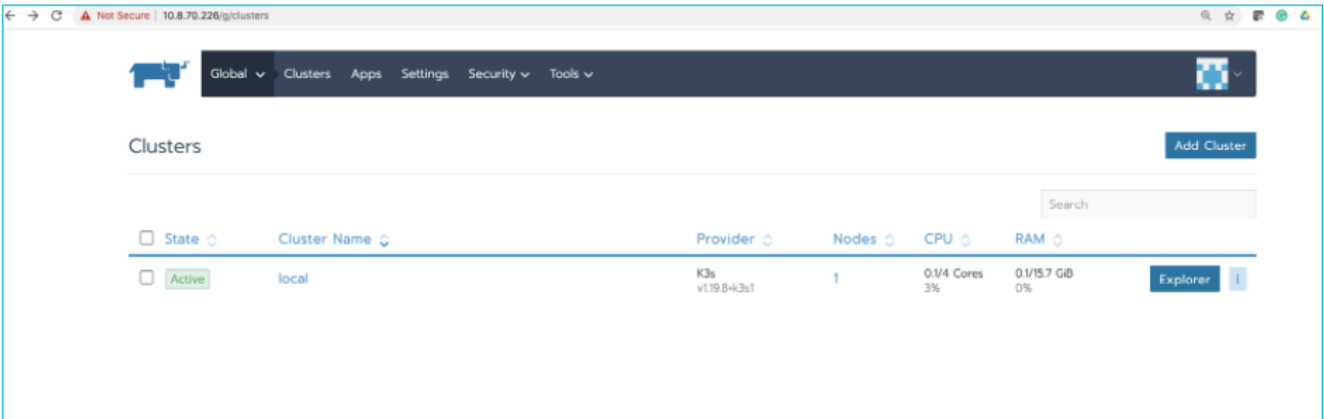 Not Secure 10.8.70.226/g/clusters
Global Clusters Apps Settings Security Tools
Clusters
Add Cluster
Search
State Cluster Name Provider Nodes CPU RAM
Active local K3s 1 0.1/4 Cores 0.1/15.7 GiB Explorer
v1.19.8+k3s1 3% 0%